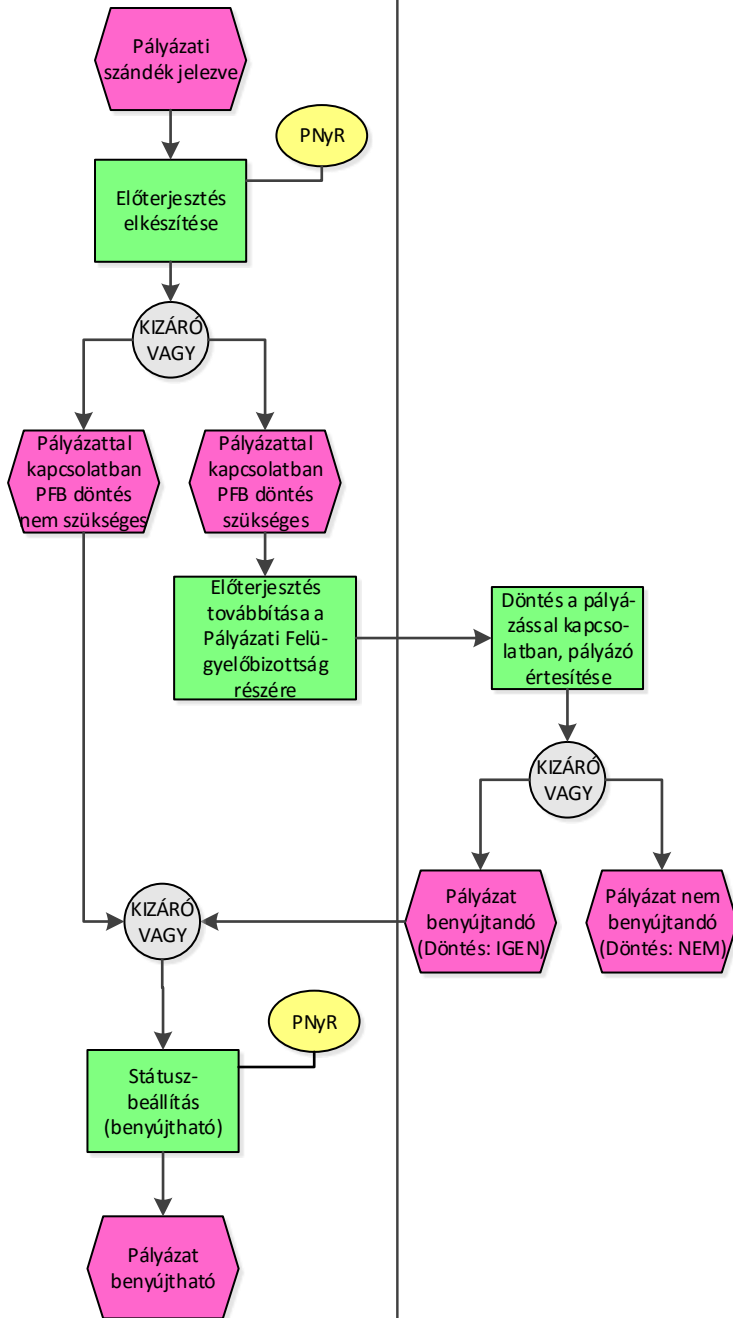 Pályázati
szándék jelezve
PNyR
Előterjesztés
elkészítése
KIZÁRÓ
VAGY
Pályázattal
kapcsolatban
PFB döntés
nem szükséges
Pályázattal
kapcsolatban
PFB döntés
szükséges
Előterjesztés
továbbítása a
Pályázati Felü-
gyelőbizottság
részére
Döntés a pályá-
zással kapcso-
latban, pályázó
értesítése
KIZÁRÓ
VAGY
Pályázat
benyújtandó
(Döntés: IGEN)
Pályázat nem
benyújtandó
(Döntés: NEM)
KIZÁRÓ
VAGY
PNyR
Státusz-
beállítás
(benyújtható)
Pályázat
benyújtható